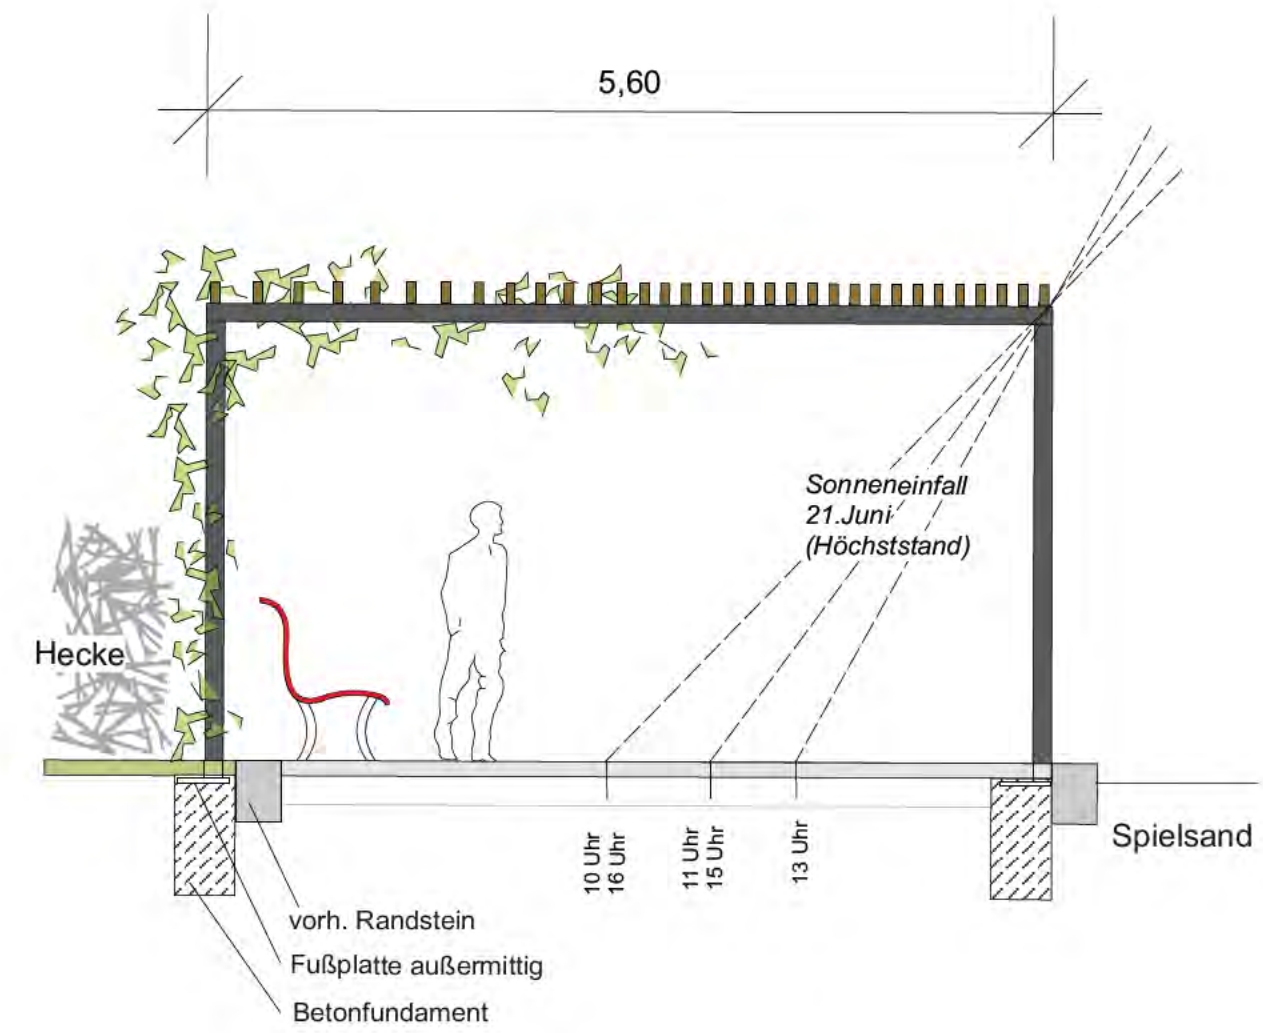 5,60
Sonneneinfall
21.Juni
(Höchststand)
Hecke
10 Uhr
16 Uhr
11 Uhr
15 Uhr
13 Uhr
Spielsand
vorh. Randstein
Fußplatte außermittig
Betonfundament